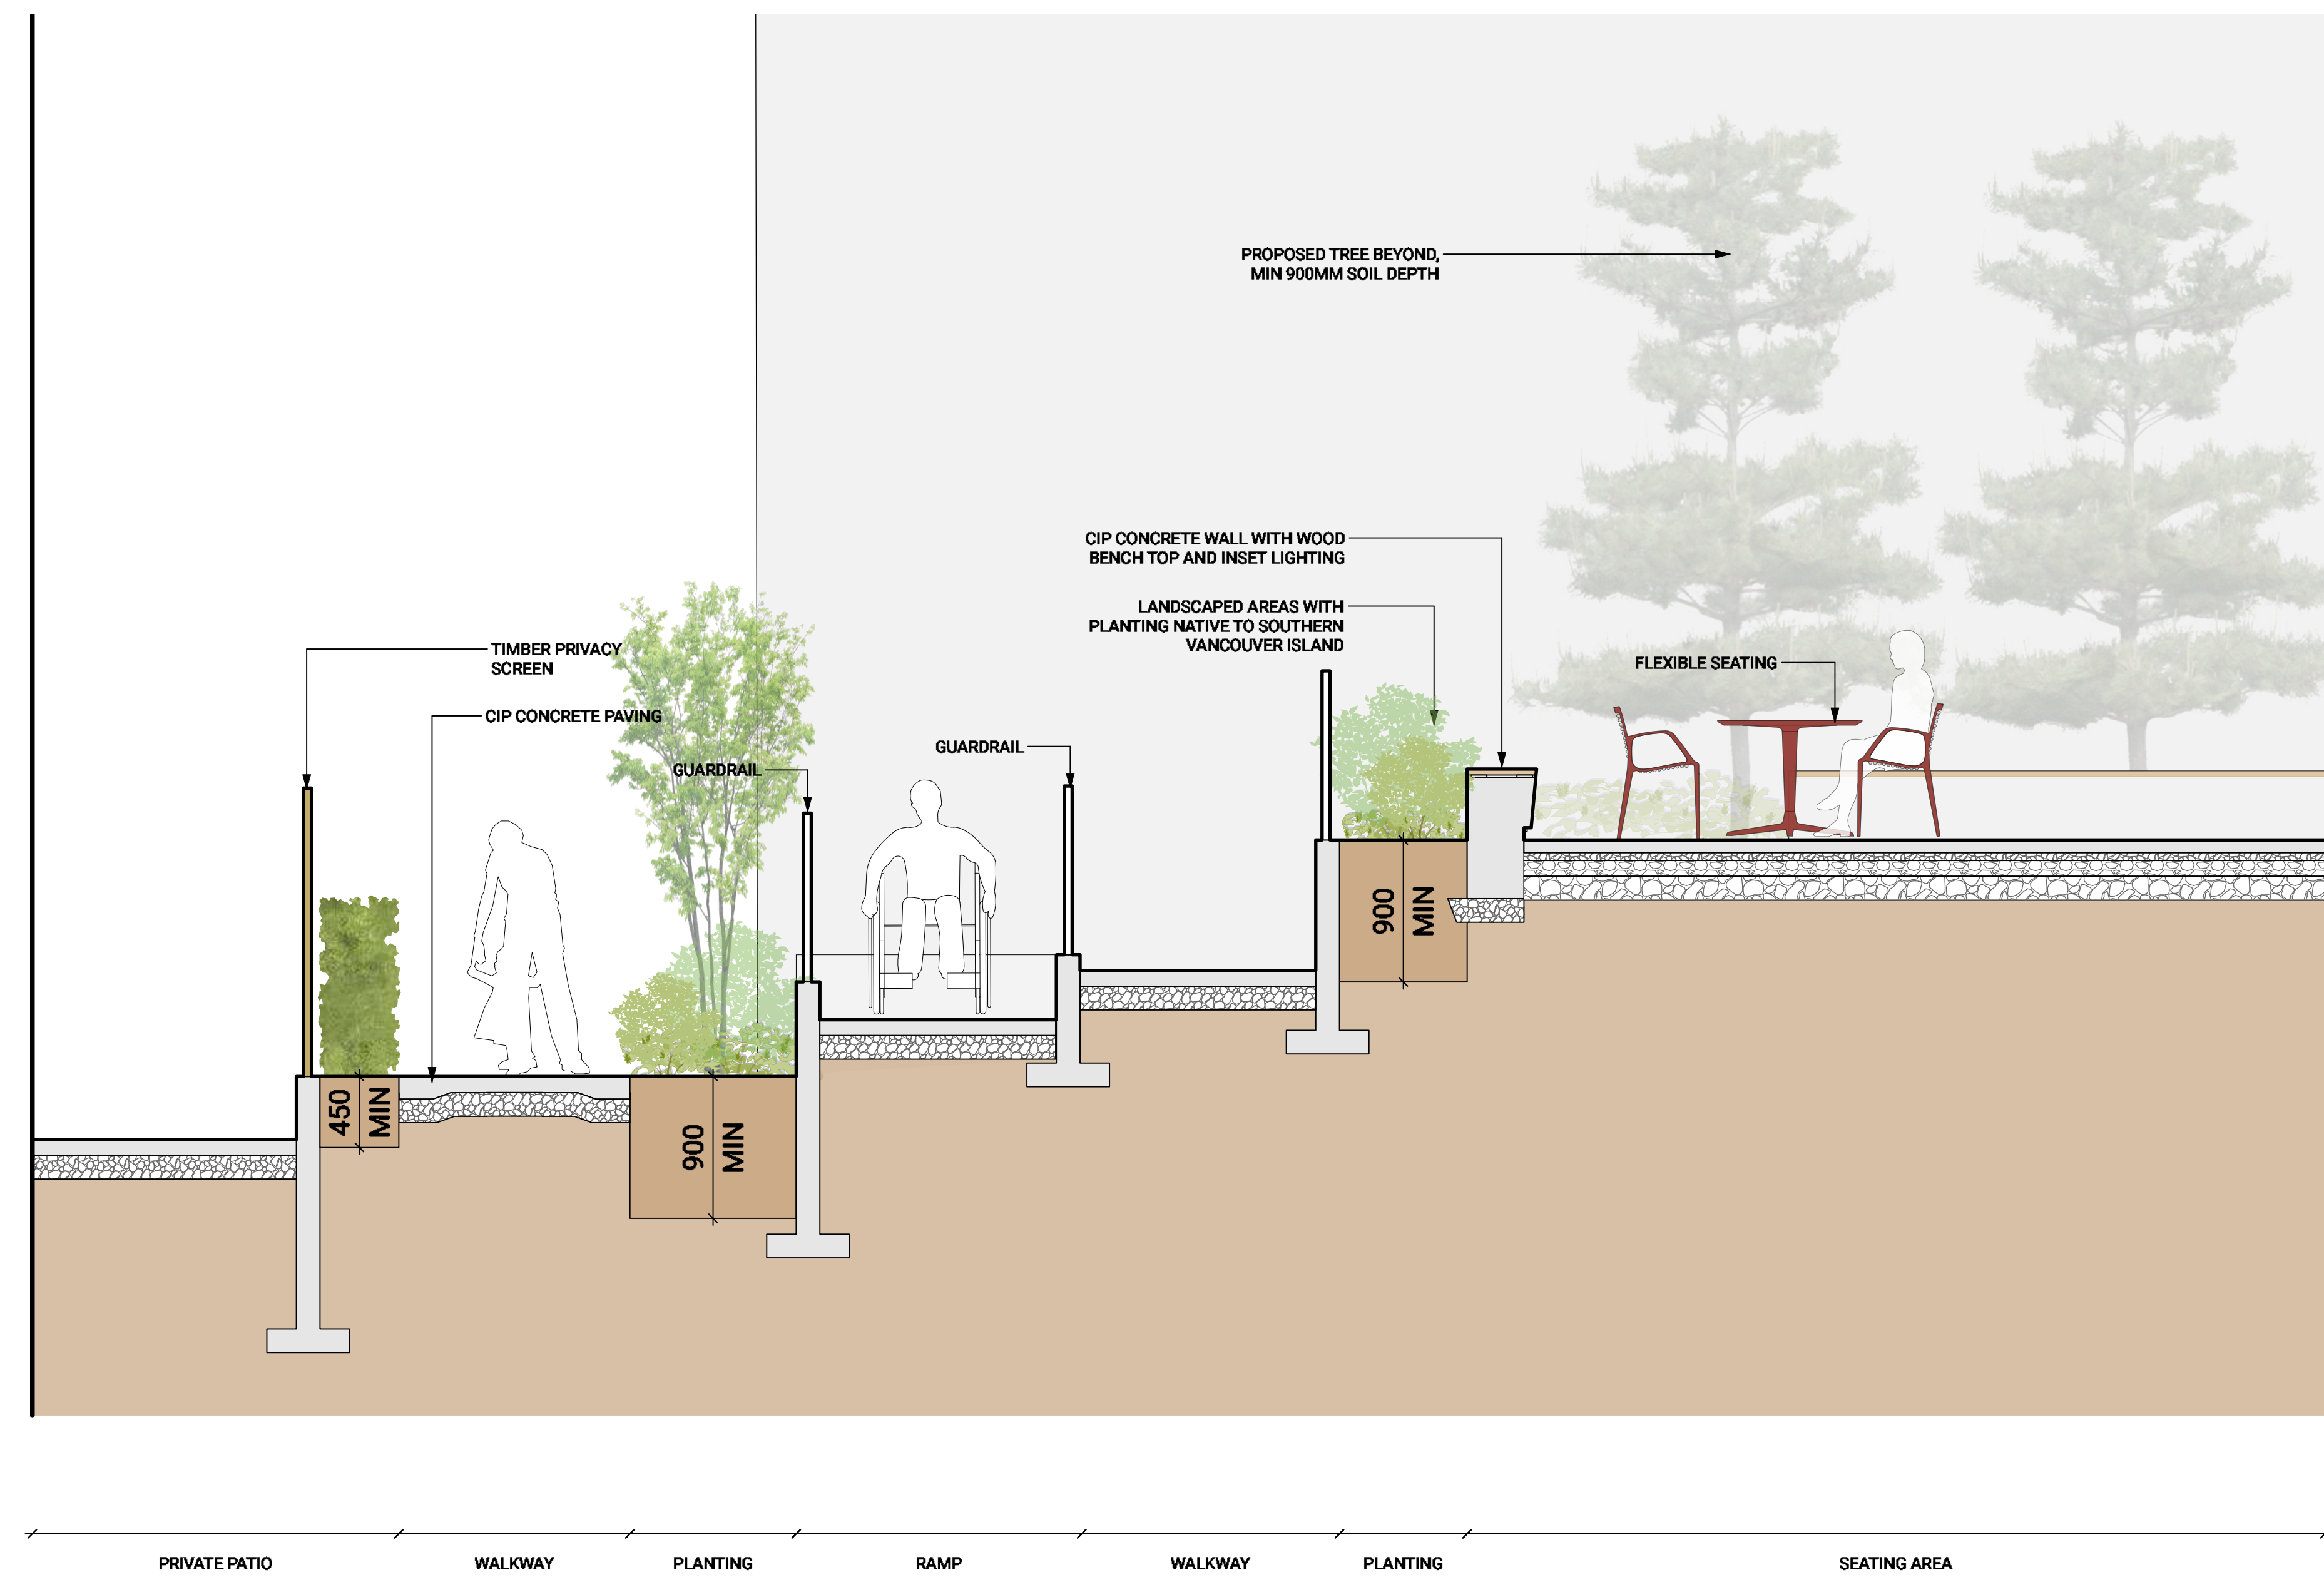 PROPOSED TREE BEYOND,
MIN 900MM SOIL DEPTH
CIP CONCRETE WALL WITH WOOD
BENCH TOP AND INSET LIGHTING
LANDSCAPED AREAS WITH
PLANTING NATIVE TO SOUTHERN
VANCOUVER ISLAND
TIMBER PRIVACY
SCREEN
FLEXIBLE SEATING
CIP CONCRETE PAVING
GUARDRAIL
GUARDRAIL
900
MIN
450
MIN
900
MIN
PRIVATE PATIO
WALKWAY
PLANTING
RAMP
WALKWAY
PLANTING
SEATING AREA